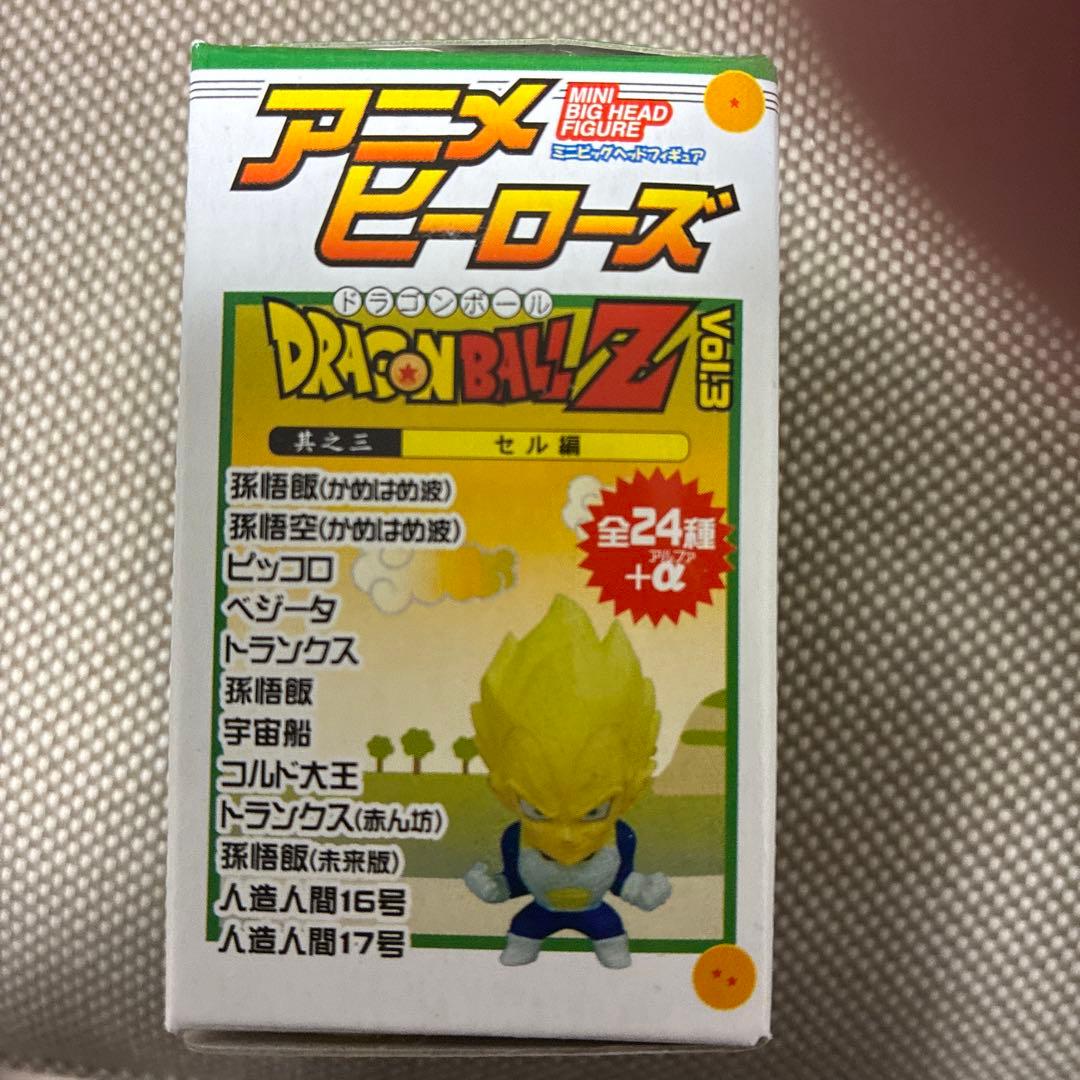 アニメ
ヒーローズ
MINI
BIG HEAD
FIGURE
ミニビッグヘッドフィギュア
ドラゴンボール
DRAGON BALL Z
Vol.3
其之三
セル編
孫悟飯(かめはめ波)
孫悟空(かめはめ波)
ピッコロ
ベジータ
トランクス
孫悟飯
宇宙船
コルド大王
トランクス(赤ん坊)
孫悟飯(未来版)
人造人間16号
人造人間17号
全24種
アルファ
+α